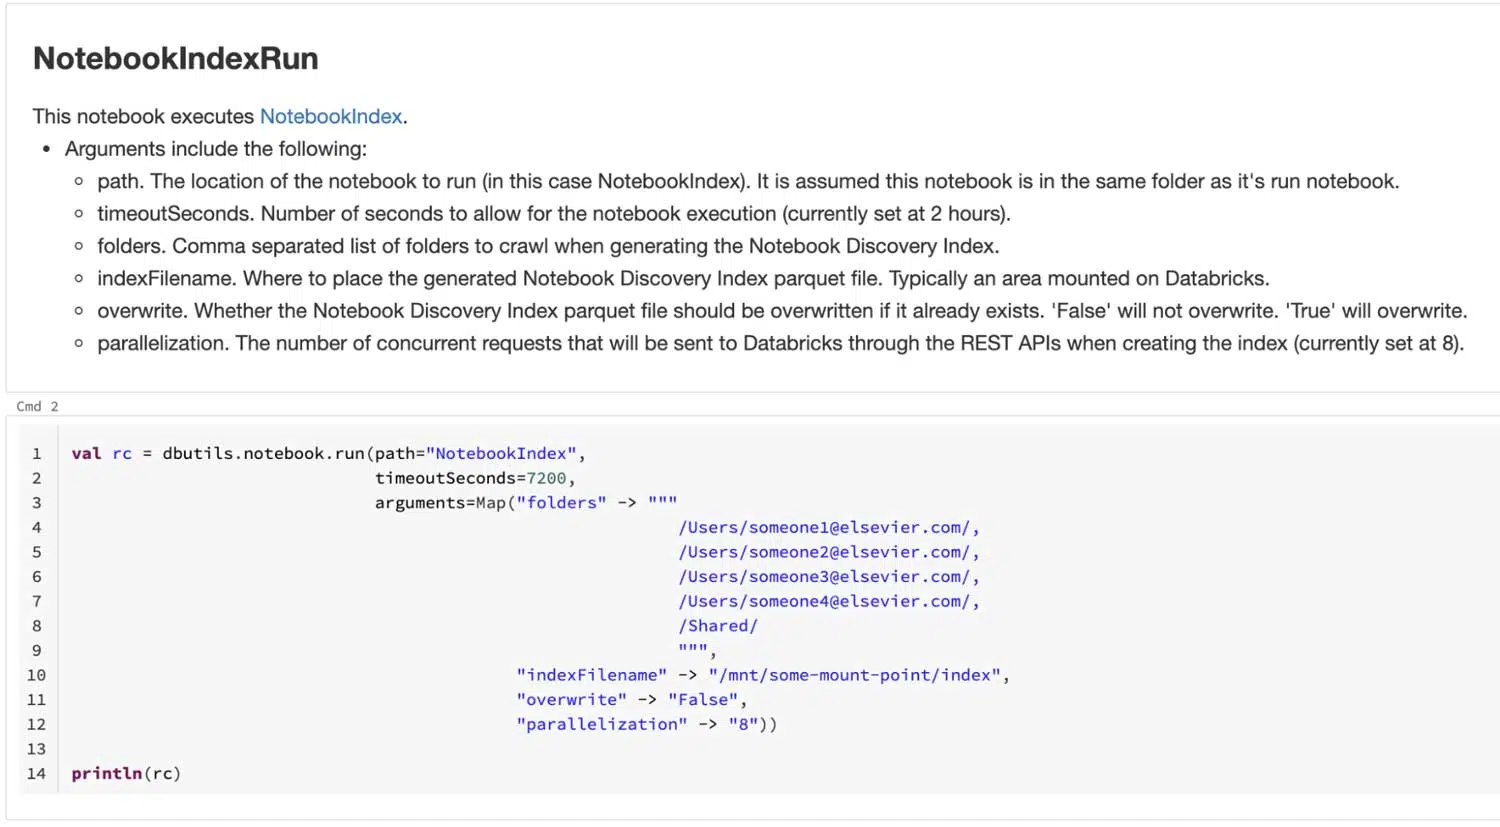 NotebookIndexRun
This notebook executes NotebookIndex.
• Arguments include the following:
◦ path. The location of the notebook to run (in this case NotebookIndex). It is assumed this notebook is in the same folder as it's run notebook.
◦ timeoutSeconds. Number of seconds to allow for the notebook execution (currently set at 2 hours).
◦ folders. Comma separated list of folders to crawl when generating the Notebook Discovery Index.
◦ indexFilename. Where to place the generated Notebook Discovery Index parquet file. Typically an area mounted on Databricks.
◦ overwrite. Whether the Notebook Discovery Index parquet file should be overwritten if it already exists. 'False' will not overwrite. 'True' will overwrite.
◦ parallelization. The number of concurrent requests that will be sent to Databricks through the REST APIs when creating the index (currently set at 8).
Cmd 2
1 val rc = dbutils.notebook.run(path="NotebookIndex",
2 timeoutSeconds=7200,
3 arguments=Map("folders" -> """
4 /Users/someone1@elsevier.com/,
5 /Users/someone2@elsevier.com/,
6 /Users/someone3@elsevier.com/,
7 /Users/someone4@elsevier.com/,
8 /Shared/
9 """,
10 "indexFilename" -> "/mnt/some-mount-point/index",
11 "overwrite" -> "False",
12 "parallelization" -> "8"))
13
14 println(rc)